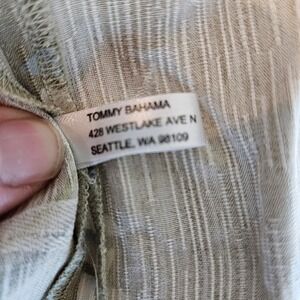 TOMMY BAHAMA
428 WESTLAKE AVE N
SEATTLE, WA 98109